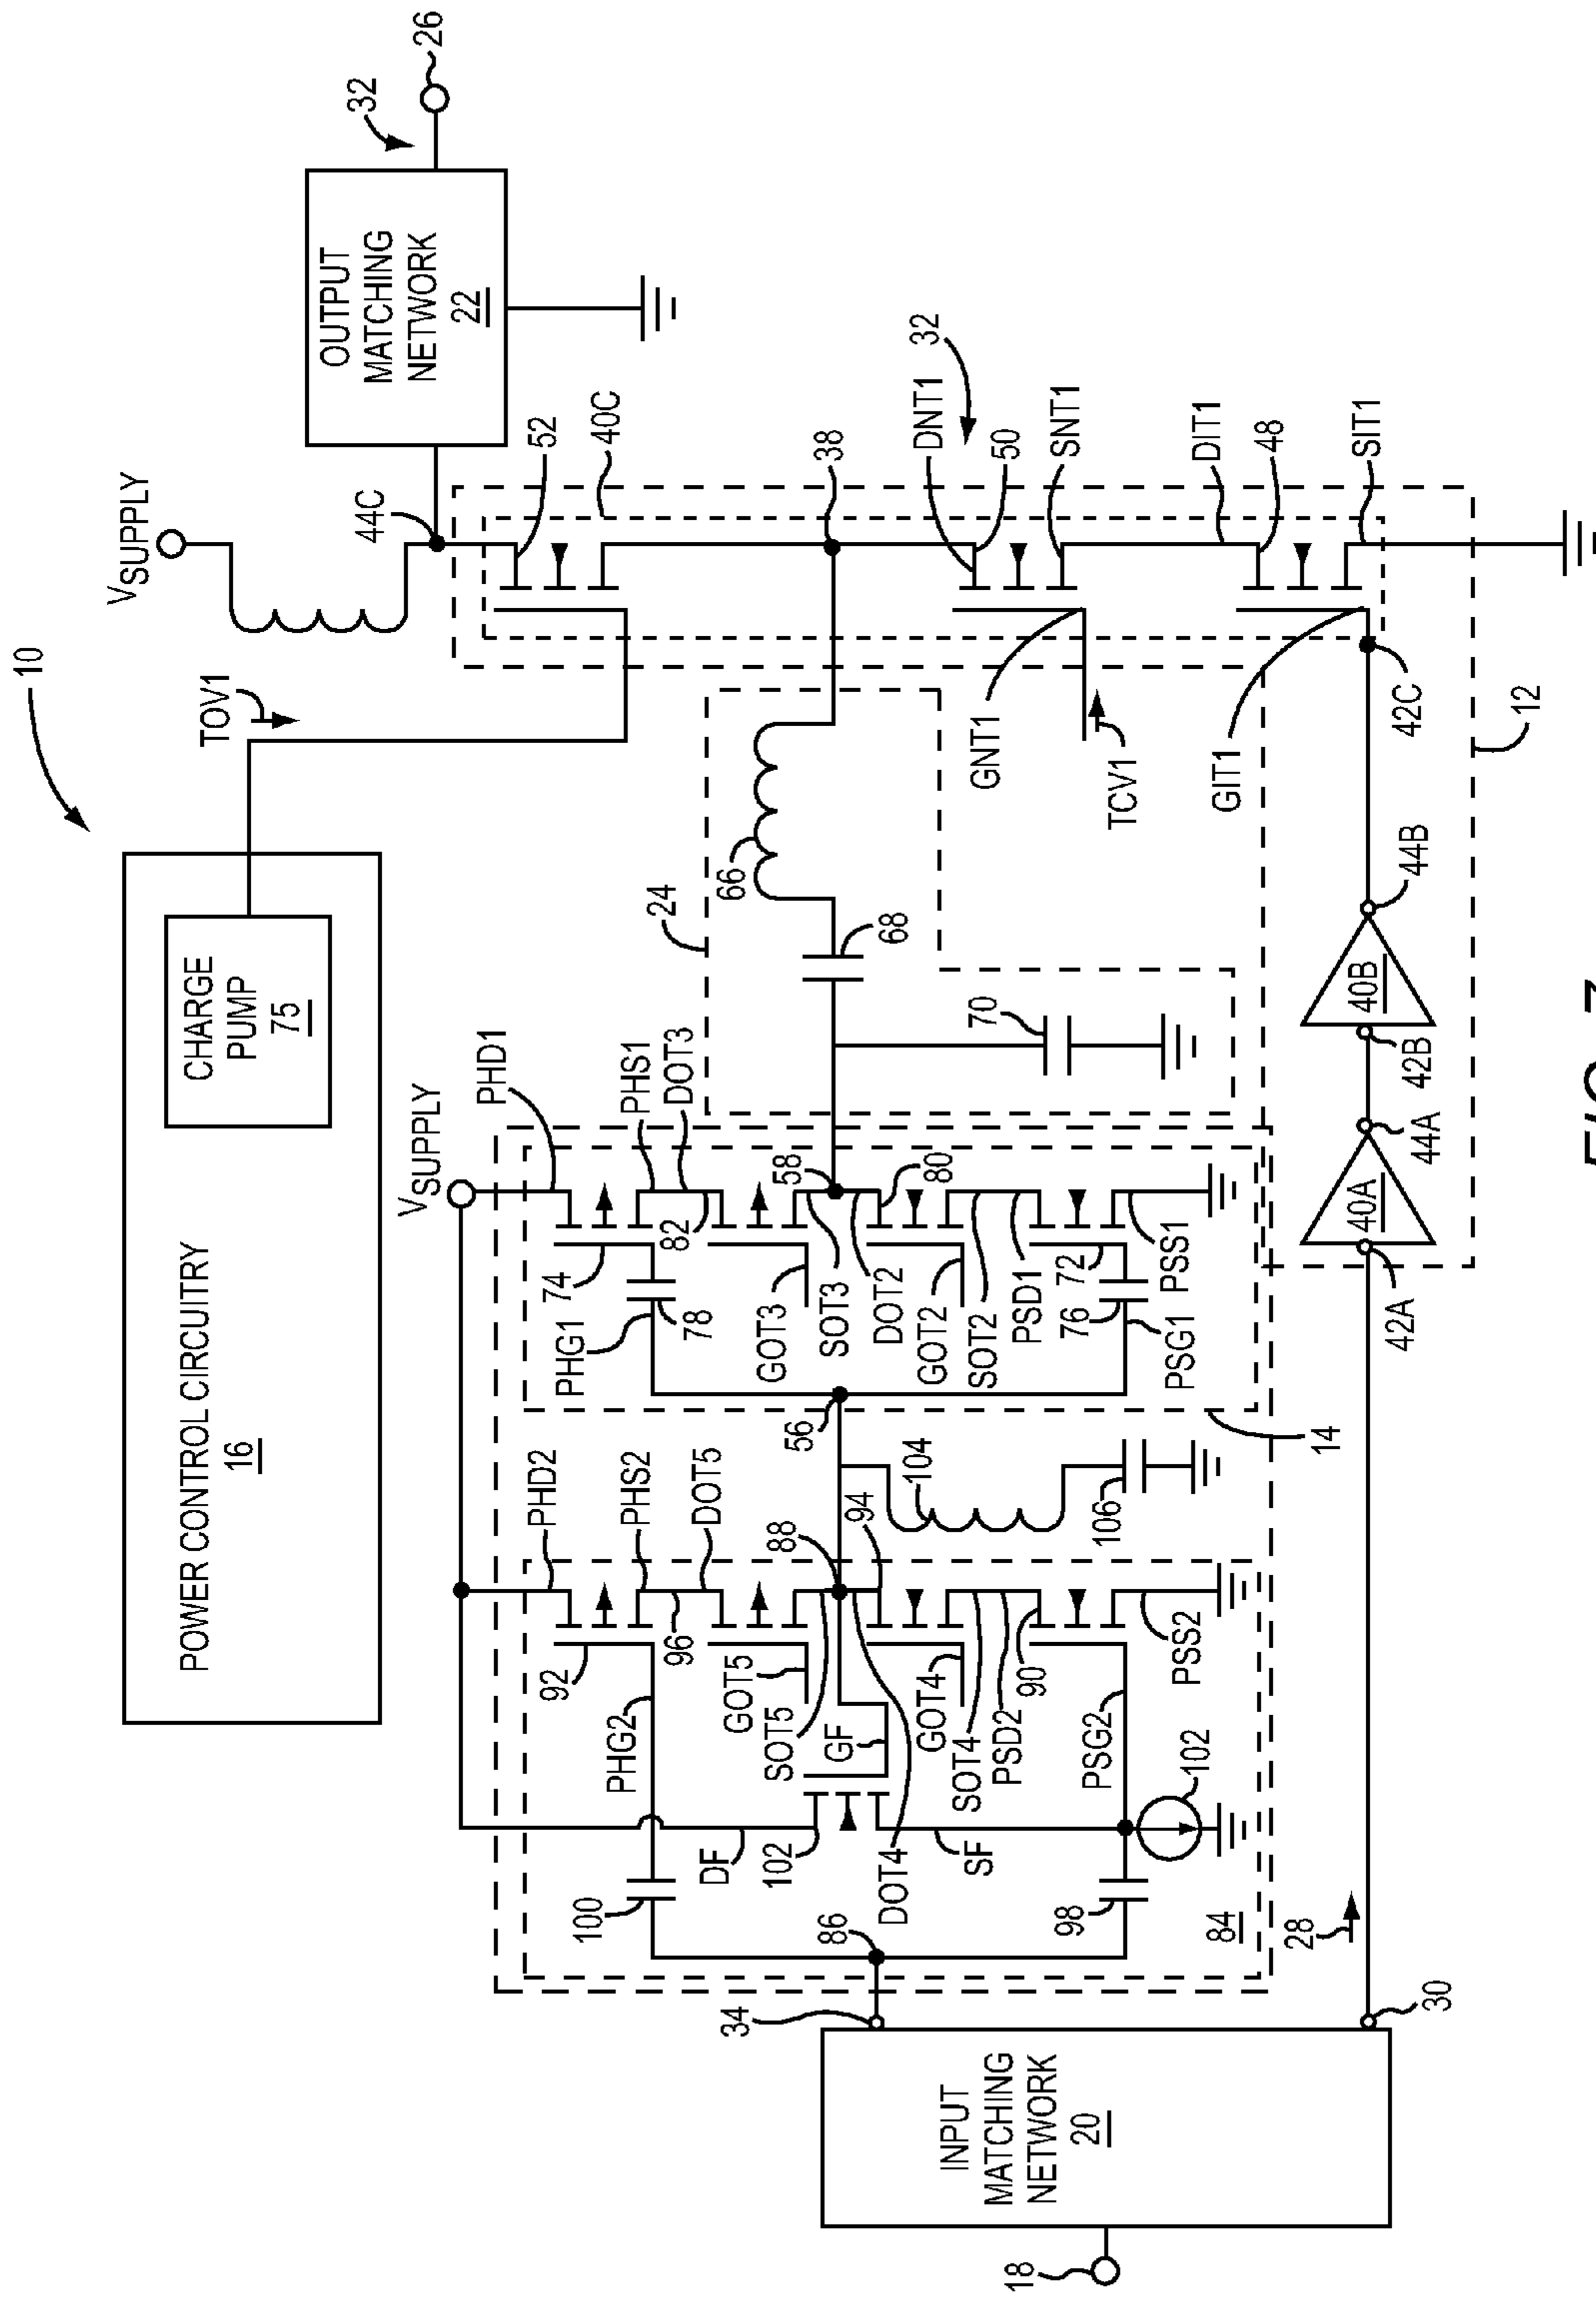 10
POWER CONTROL CIRCUITRY
16
CHARGE
PUMP
75
TOV1
VSUPPLY
44C
OUTPUT
MATCHING
NETWORK
22
32
26
52
40C
38
DNT1
32
50
SNT1
DIT1
48
SIT1
GNT1
TCV1
GIT1
42C
12
24
66
68
70
VSUPPLY
PHD1
PHS1
DOT3
74
82
PHG1
78
58
80
GOT3
SOT3
DOT2
GOT2
SOT2
PSD1
72
76
PSS1
PSG1
56
14
PHD2
PHS2
DOT5
88
94
104
106
92
96
PHG2
GOT5
SOT5
GF
GOT4
SOT4
PSD2
90
PSG2
PSS2
102
DF
102
DOT4
SF
100
86
98
84
28
34
30
INPUT
MATCHING
NETWORK
20
18
42A
40A
44A
42B
40B
44B